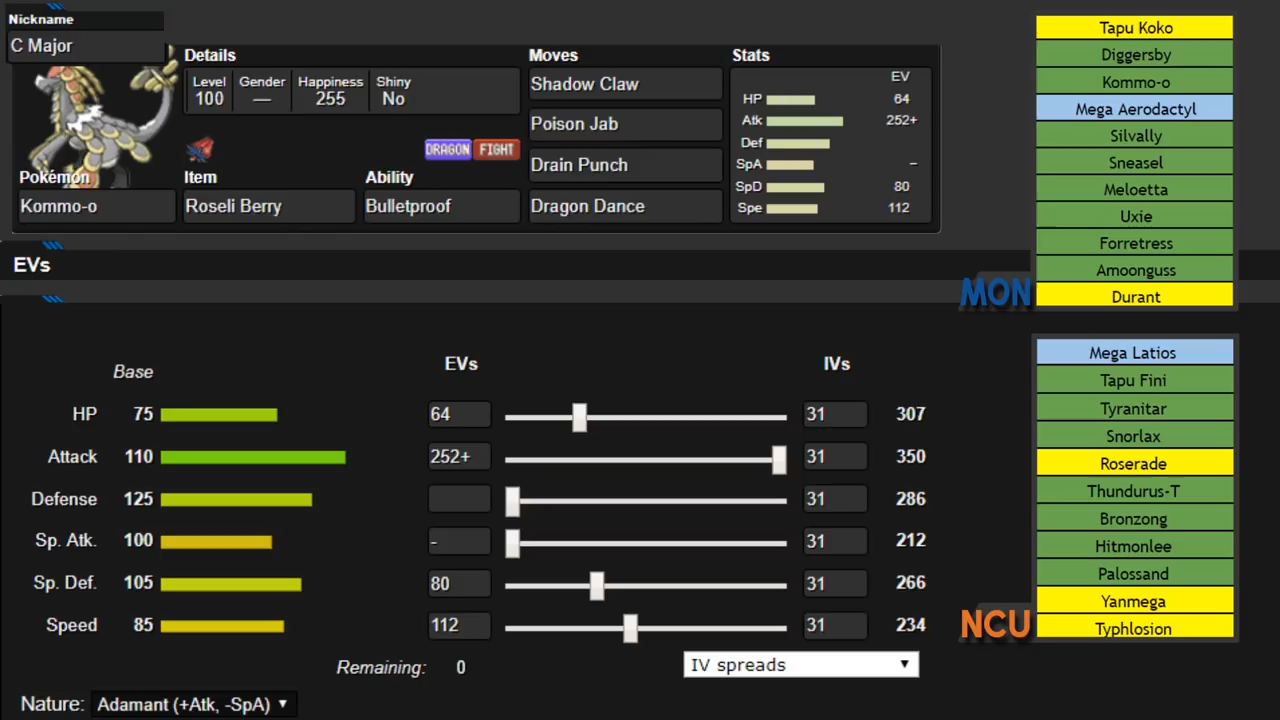 Nickname
C Major
Details
Level Gender Happiness Shiny
100 — 255 No
DRAGON FIGHT
Pokémon
Kommo-o
Item
Roseli Berry
Ability
Bulletproof
Moves
Shadow Claw
Poison Jab
Drain Punch
Dragon Dance
Stats
EV
HP 64
Atk 252+
Def
SpA –
SpD 80
Spe 112
EVs
Base EVs IVs
HP 75 64 31 307
Attack 110 252+ 31 350
Defense 125 31 286
Sp. Atk. 100 - 31 212
Sp. Def. 105 80 31 266
Speed 85 112 31 234
Remaining: 0
IV spreads
Nature: Adamant (+Atk, -SpA)
Tapu Koko
Diggersby
Kommo-o
Mega Aerodactyl
Silvally
Sneasel
Meloetta
Uxie
Forretress
Amoonguss
Durant
MON
Mega Latios
Tapu Fini
Tyranitar
Snorlax
Roserade
Thundurus-T
Bronzong
Hitmonlee
Palossand
Yanmega
Typhlosion
NCU